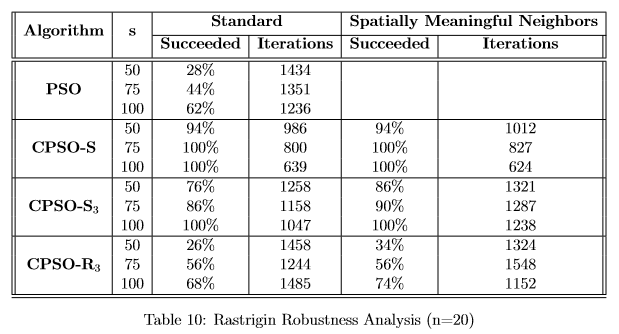 Algorithm s Standard Spatially Meaningful Neighbors
Succeeded Iterations Succeeded Iterations
PSO
50 28% 1434
75 44% 1351
100 62% 1236
CPSO-S
50 94% 986 94% 1012
75 100% 800 100% 827
100 100% 639 100% 624
CPSO-S₃
50 76% 1258 86% 1321
75 86% 1158 90% 1287
100 100% 1047 100% 1238
CPSO-R₃
50 26% 1458 34% 1324
75 56% 1244 56% 1548
100 68% 1485 74% 1152
Table 10: Rastrigin Robustness Analysis (n=20)